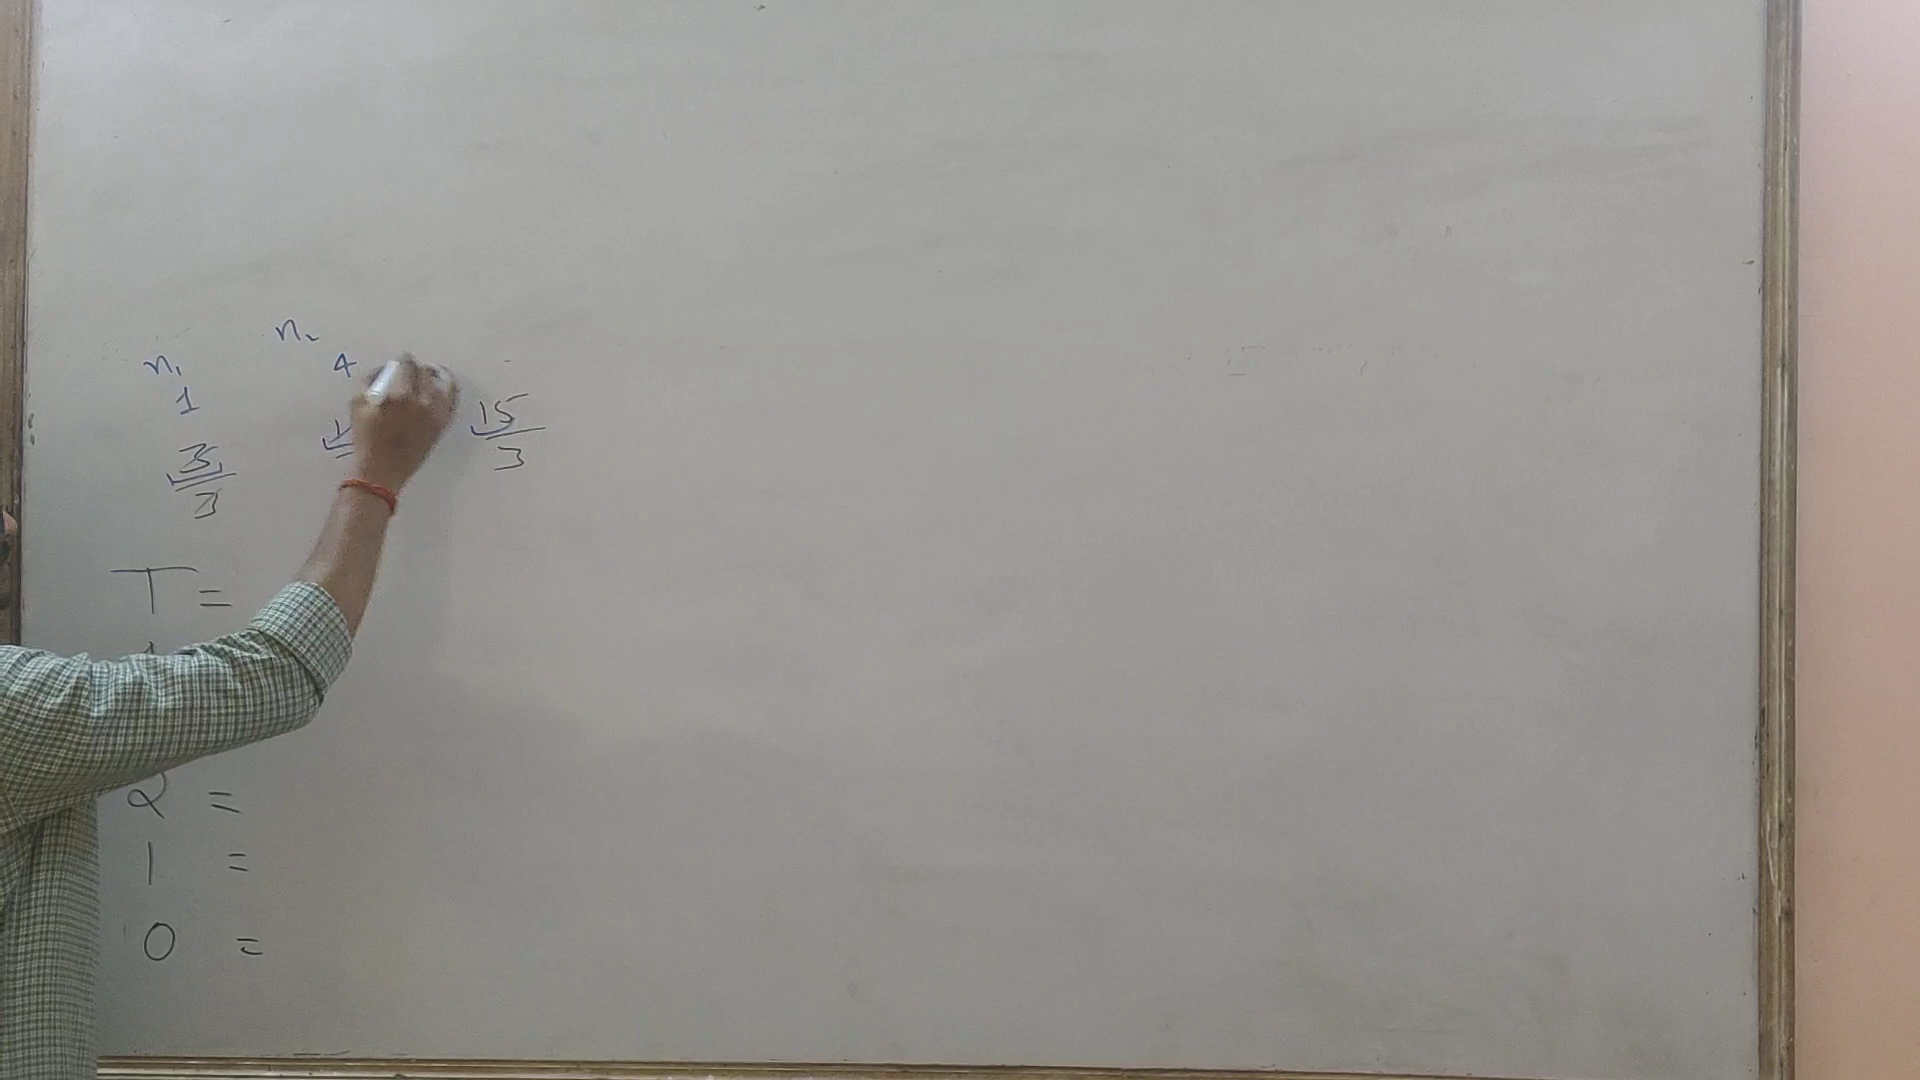 n₂
n₁ 4
1
15
3 3
3
T =
2 =
1 =
0 =